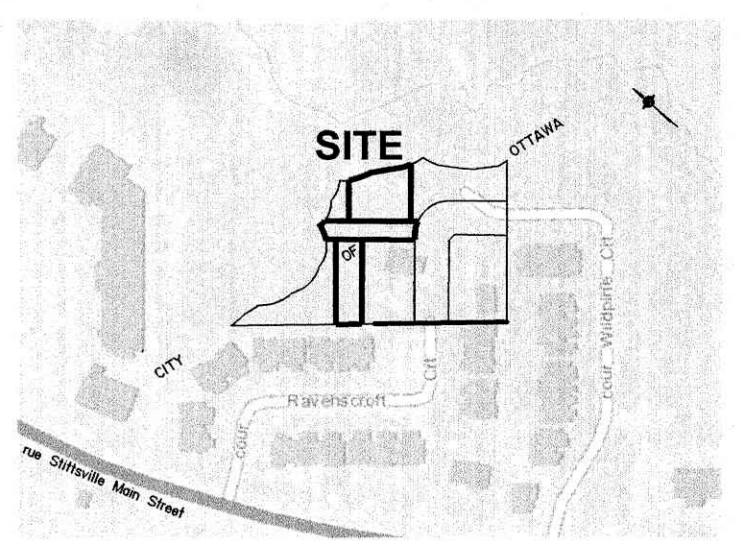 SITE
OTTAWA
OF
CITY
cour Wildpine Crt
Crt
Ravenscroft
cour
rue Stittsville Main Street